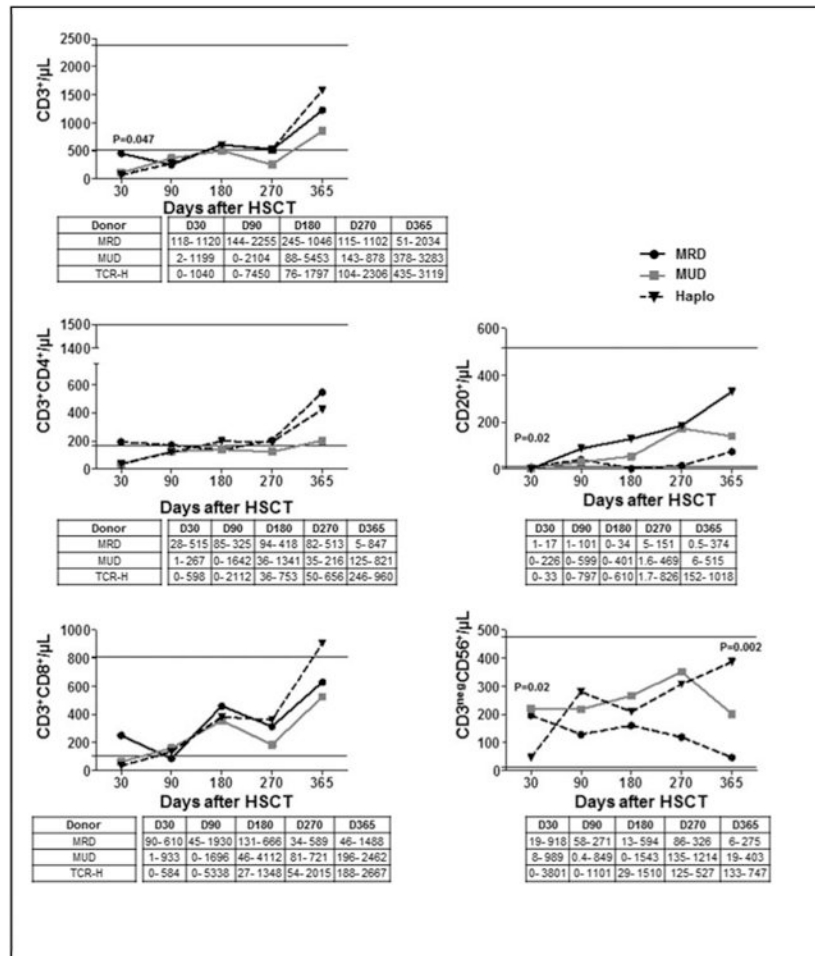 CD3⁺/µL
2500
2000
1500
1000
500
0
P=0.047
30 90 180 270 365
Days after HSCT
Donor D30 D90 D180 D270 D365
MRD 118- 1120 144- 2255 245- 1046 115- 1102 51- 2034
MUD 2- 1199 0- 2104 88- 5453 143- 878 378- 3283
TCR-H 0- 1040 0- 7450 76- 1797 104- 2306 435- 3119
MRD
MUD
Haplo
CD3⁺CD4⁺/µL
1500
1400
600
400
200
0
30 90 180 270 365
Days after HSCT
Donor D30 D90 D180 D270 D365
MRD 28- 515 85- 325 94- 418 82- 513 5- 847
MUD 1- 267 0- 1642 36- 1341 35- 216 125- 821
TCR-H 0- 598 0- 2112 36- 753 50- 656 246- 960
CD20⁺/µL
600
400
200
0
P=0.02
30 90 180 270 365
Days after HSCT
D30 D90 D180 D270 D365
1- 17 1- 101 0- 34 5- 151 0.5- 374
0- 226 0- 599 0- 401 1.6- 469 6- 515
0- 33 0- 797 0- 610 1.7- 826 152- 1018
CD3⁺CD8⁺/µL
1000
800
600
400
200
0
30 90 180 270 365
Days after HSCT
Donor D30 D90 D180 D270 D365
MRD 90- 610 45- 1930 131- 666 34- 589 46- 1488
MUD 1- 933 0- 1696 46- 4112 81- 721 196- 2462
TCR-H 0- 584 0- 5338 27- 1348 54- 2015 188- 2667
CD3ⁿᵉᵍCD56⁺/µL
500
400
300
200
100
0
P=0.02
P=0.002
30 90 180 270 365
Days after HSCT
D30 D90 D180 D270 D365
19- 918 58- 271 13- 594 86- 326 6- 275
8- 989 0.4- 849 0- 1543 135- 1214 19- 403
0- 3801 0- 1101 29- 1510 125- 527 133- 747